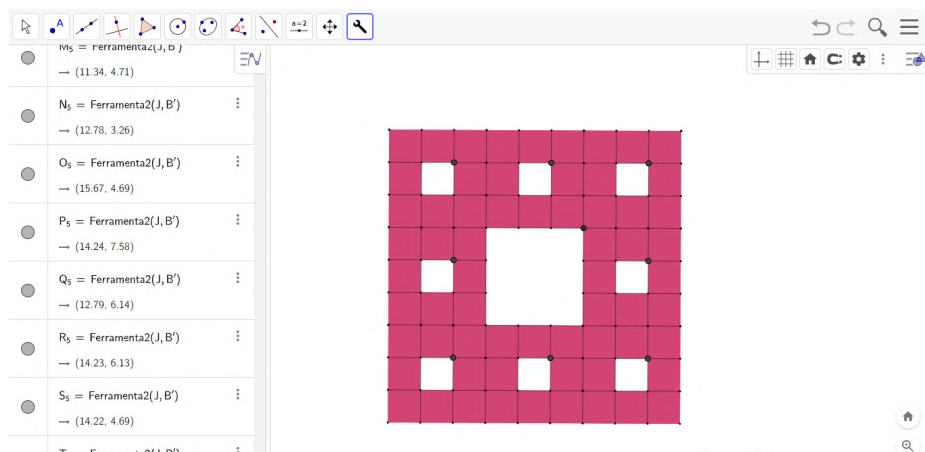 A
a=2
M₅ = Ferramenta2(J, B′)
→ (11.34, 4.71)
N₅ = Ferramenta2(J, B′)
→ (12.78, 3.26)
O₅ = Ferramenta2(J, B′)
→ (15.67, 4.69)
P₅ = Ferramenta2(J, B′)
→ (14.24, 7.58)
Q₅ = Ferramenta2(J, B′)
→ (12.79, 6.14)
R₅ = Ferramenta2(J, B′)
→ (14.23, 6.13)
S₅ = Ferramenta2(J, B′)
→ (14.22, 4.69)